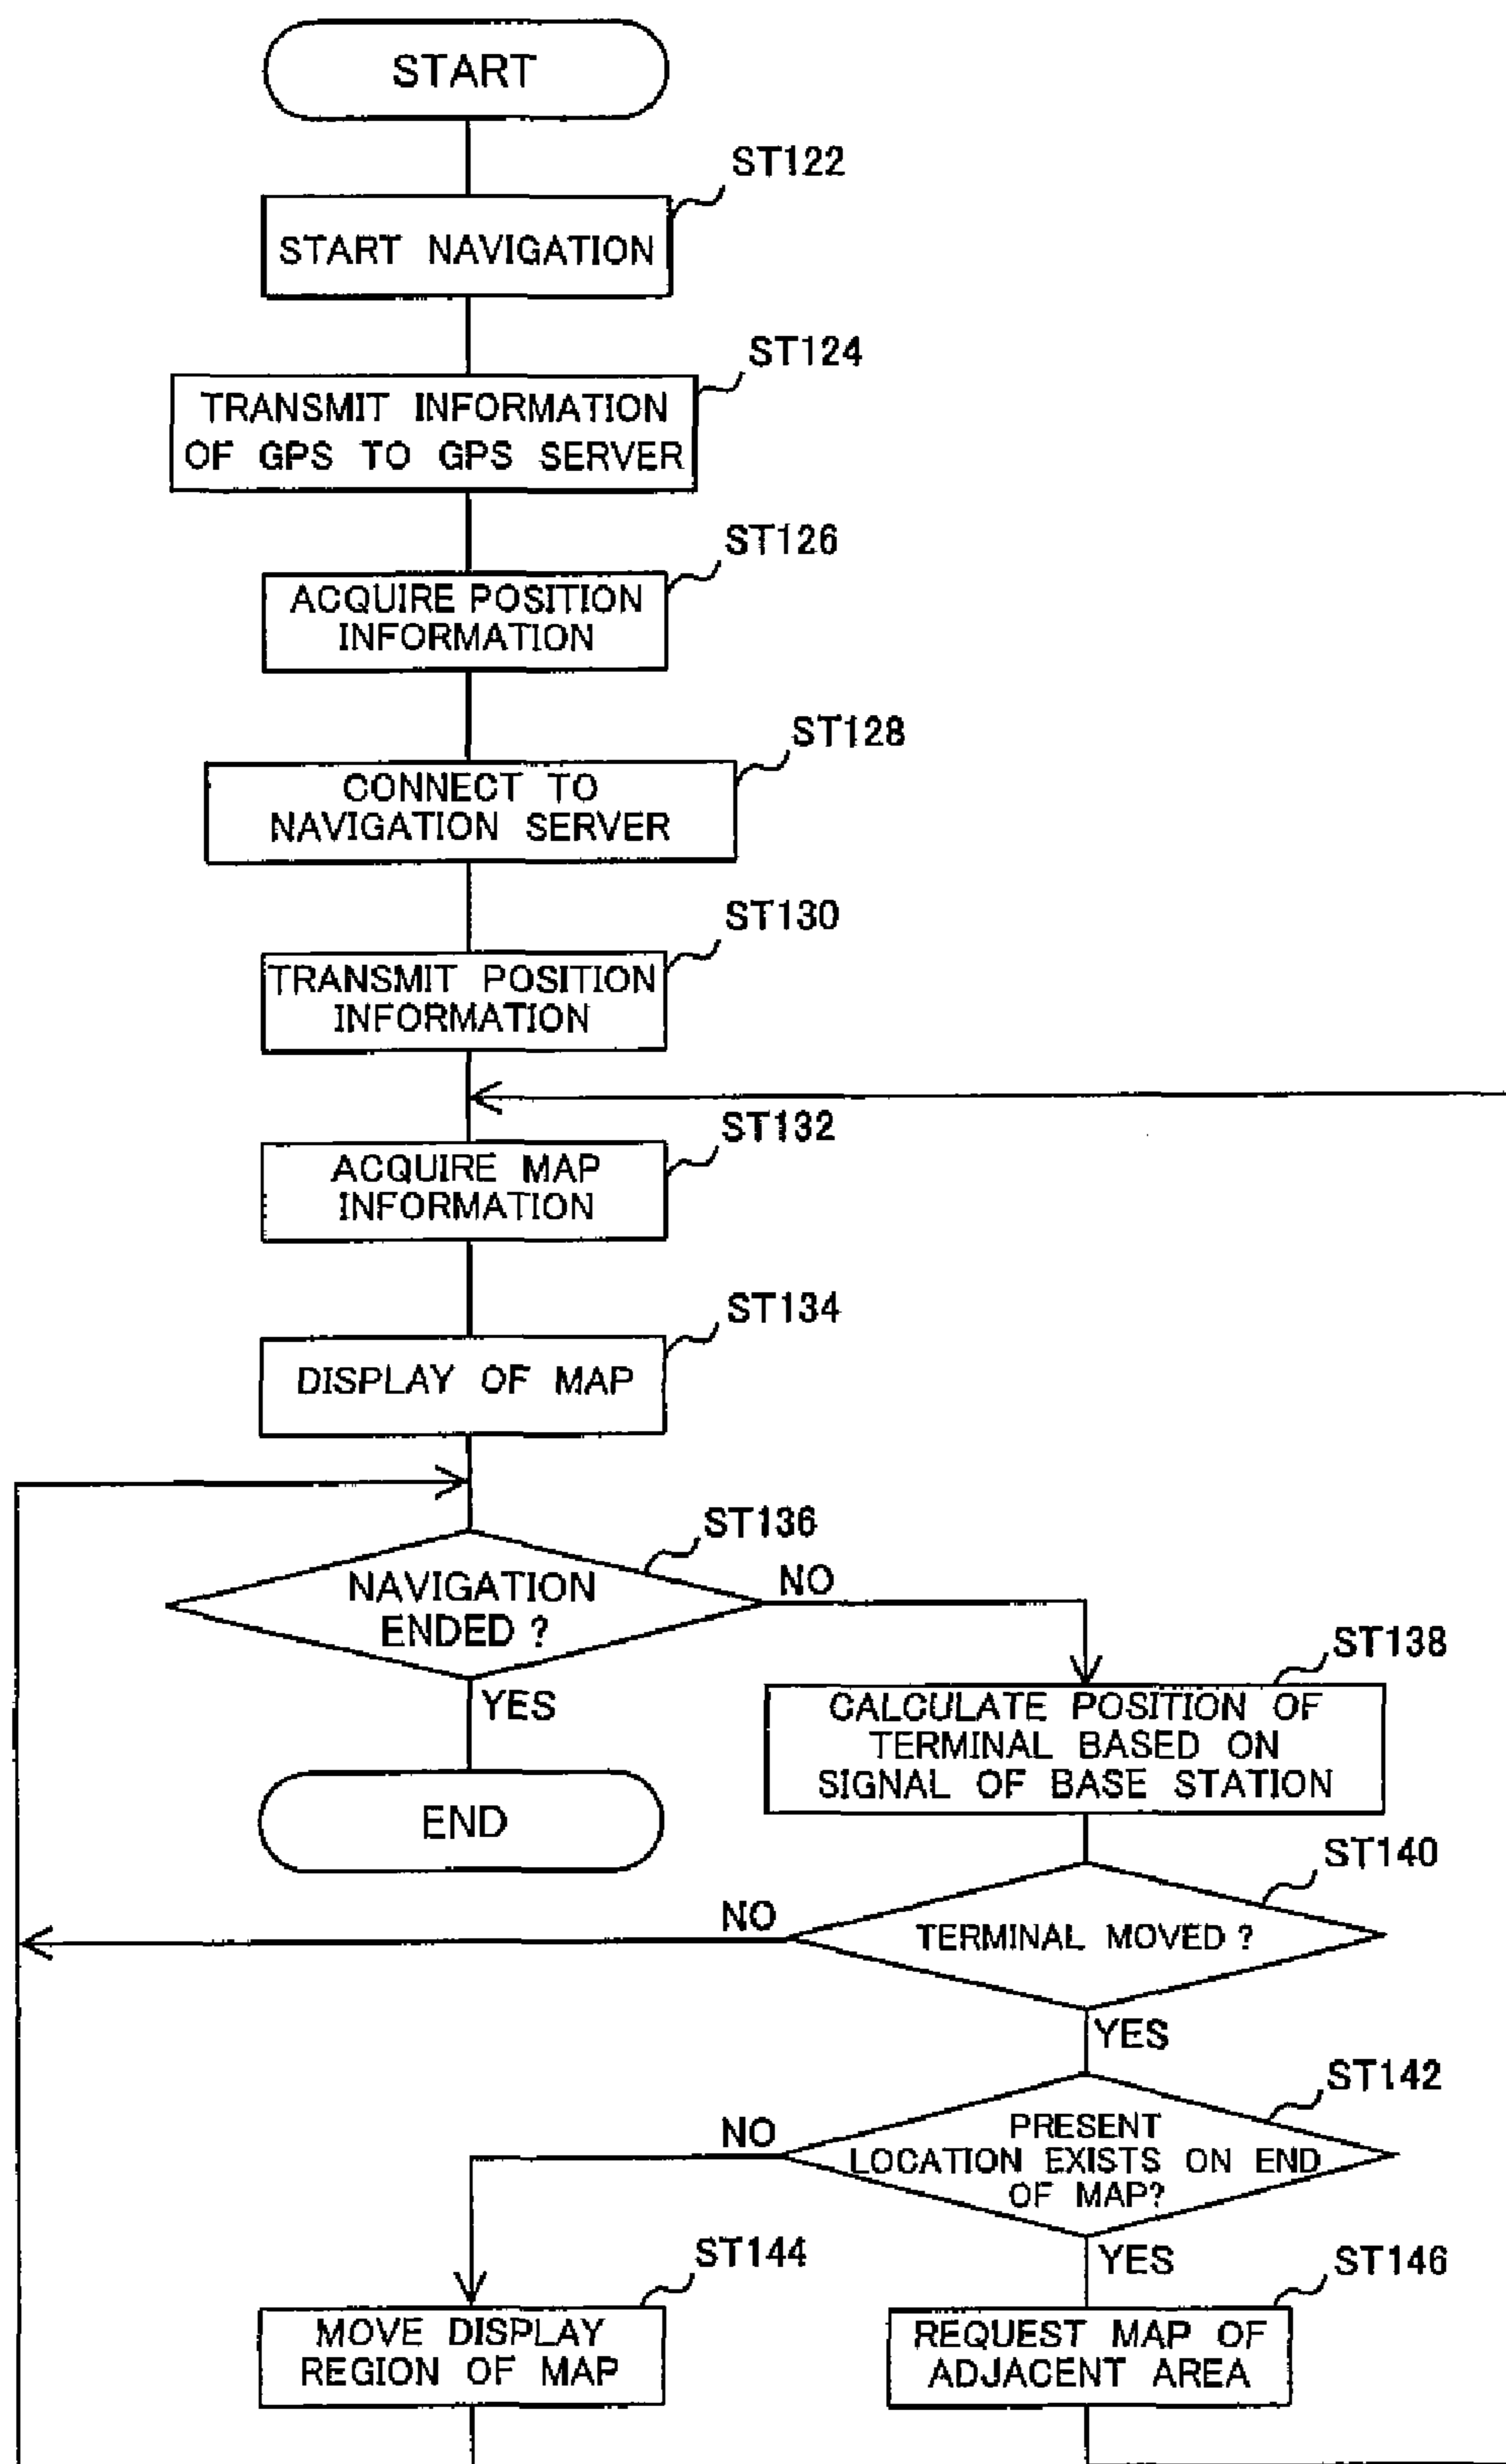 START
ST122
START NAVIGATION
ST124
TRANSMIT INFORMATION
OF GPS TO GPS SERVER
ST126
ACQUIRE POSITION
INFORMATION
ST128
CONNECT TO
NAVIGATION SERVER
ST130
TRANSMIT POSITION
INFORMATION
ST132
ACQUIRE MAP
INFORMATION
ST134
DISPLAY OF MAP
ST136
NAVIGATION
ENDED ?
NO
YES
END
ST138
CALCULATE POSITION OF
TERMINAL BASED ON
SIGNAL OF BASE STATION
ST140
NO
TERMINAL MOVED ?
YES
ST142
NO
PRESENT
LOCATION EXISTS ON END
OF MAP?
YES
ST144
MOVE DISPLAY
REGION OF MAP
ST146
REQUEST MAP OF
ADJACENT AREA